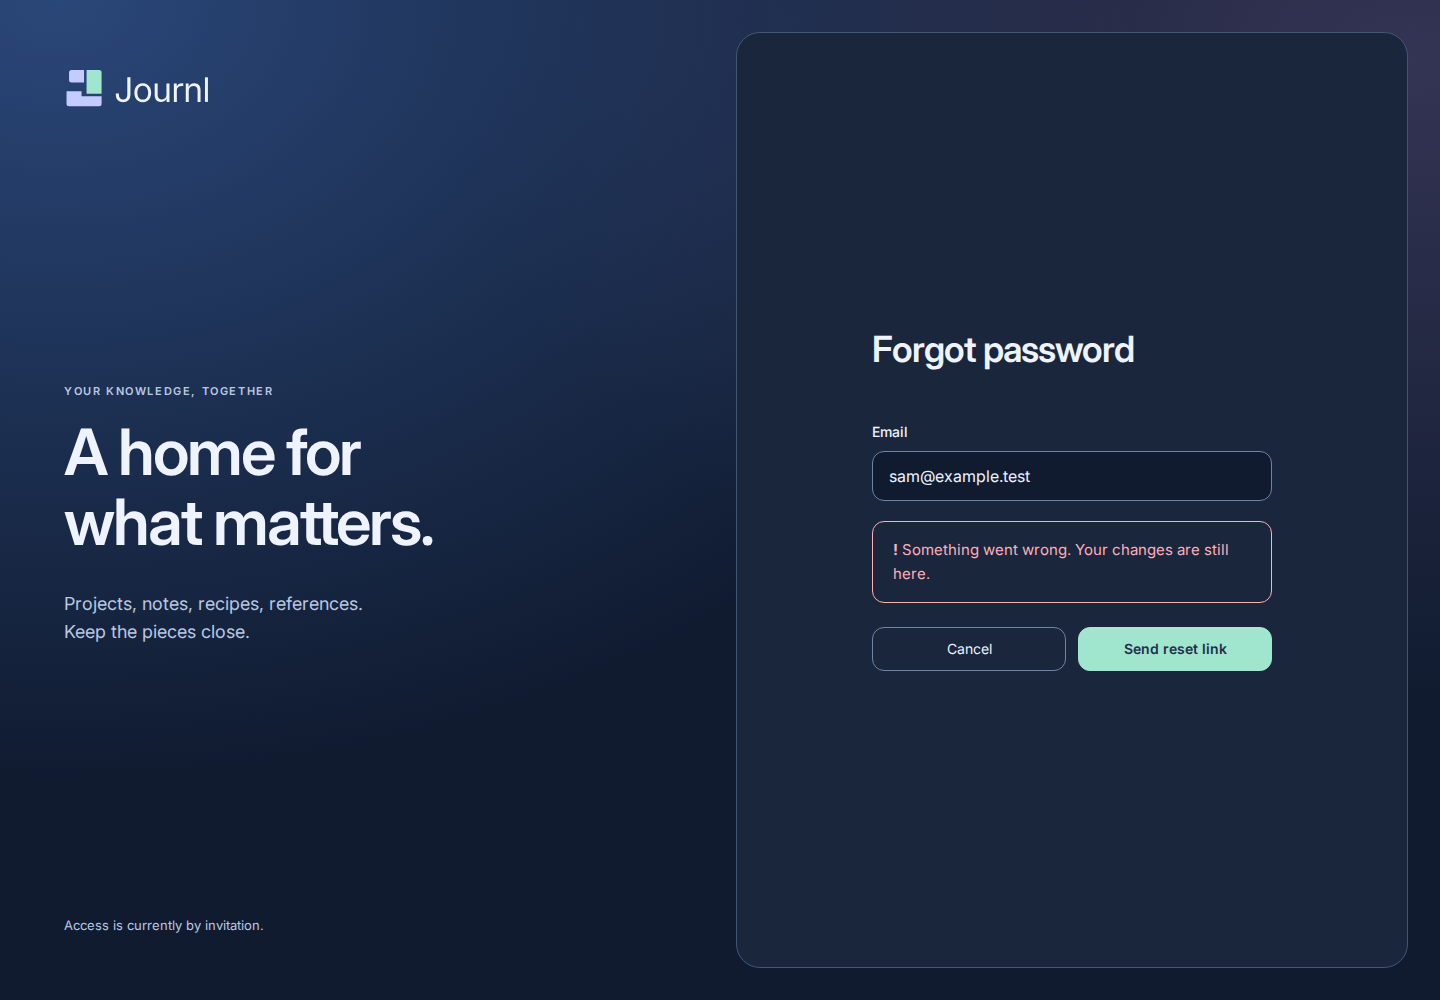 Journl
YOUR KNOWLEDGE, TOGETHER
A home for
what matters.
Projects, notes, recipes, references.
Keep the pieces close.
Access is currently by invitation.
Forgot password
Email
sam@example.test
! Something went wrong. Your changes are still
here.
Cancel
Send reset link